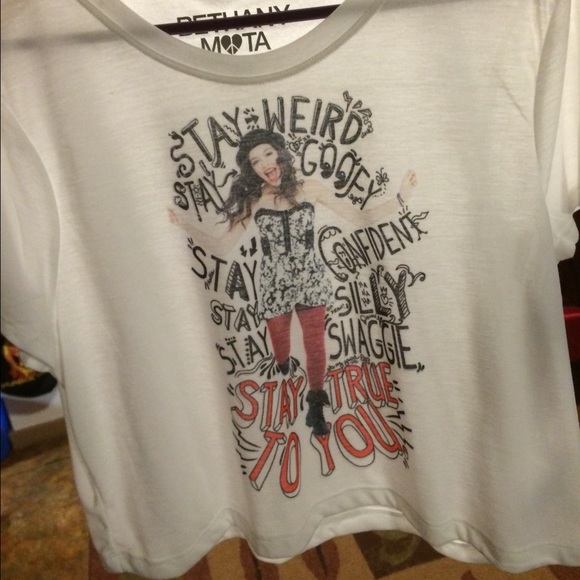 BETHANY
MOTA
STAY WEIRD
STAY GOOFY
STAY CONFIDENT
STAY SILLY
STAY SWAGGIE
STAY TRUE
TO YOU